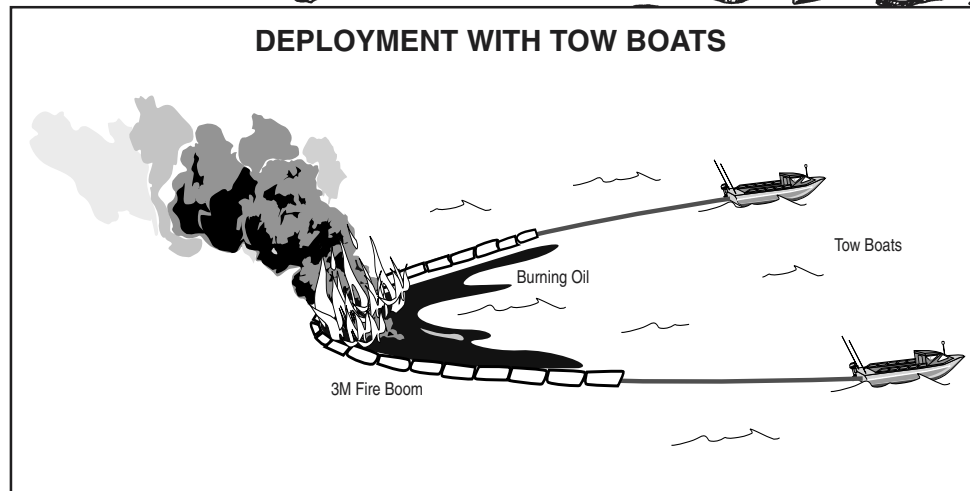 DEPLOYMENT WITH TOW BOATS
Tow Boats
Burning Oil
3M Fire Boom